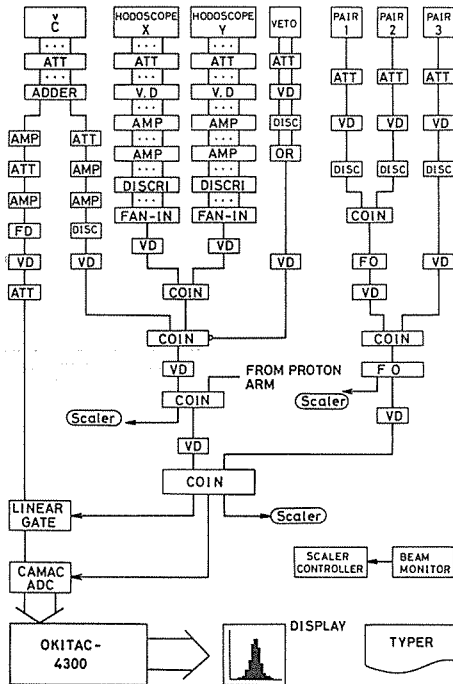 Č
HODOSCOPE X
HODOSCOPE Y
VETO
PAIR 1
PAIR 2
PAIR 3
ATT
ATT
ATT
ATT
ATT
ATT
ATT
ADDER
V.D
V.D
VD
VD
VD
VD
AMP
ATT
AMP
AMP
DISC
ATT
AMP
AMP
AMP
OR
DISC
DISC
DISC
AMP
AMP
DISCRI
DISCRI
FD
DISC
FAN-IN
FAN-IN
COIN
VD
VD
VD
VD
VD
FO
VD
ATT
COIN
VD
COIN
COIN
VD
FROM PROTON ARM
FO
COIN
Scaler
Scaler
VD
VD
COIN
LINEAR GATE
Scaler
CAMAC ADC
SCALER CONTROLLER
BEAM MONITOR
OKITAC-4300
DISPLAY
TYPER